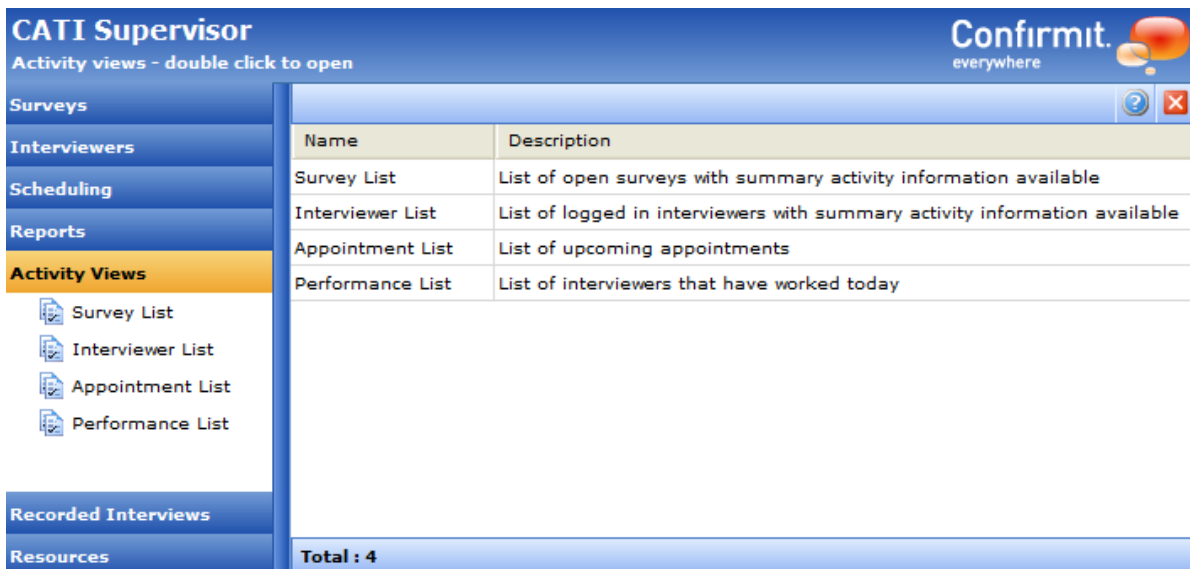 CATI Supervisor
Activity views - double click to open
Confirmit.
everywhere
Surveys
Interviewers
Scheduling
Reports
Activity Views
Survey List
Interviewer List
Appointment List
Performance List
Recorded Interviews
Resources
?
Name Description
Survey List List of open surveys with summary activity information available
Interviewer List List of logged in interviewers with summary activity information available
Appointment List List of upcoming appointments
Performance List List of interviewers that have worked today
Total : 4